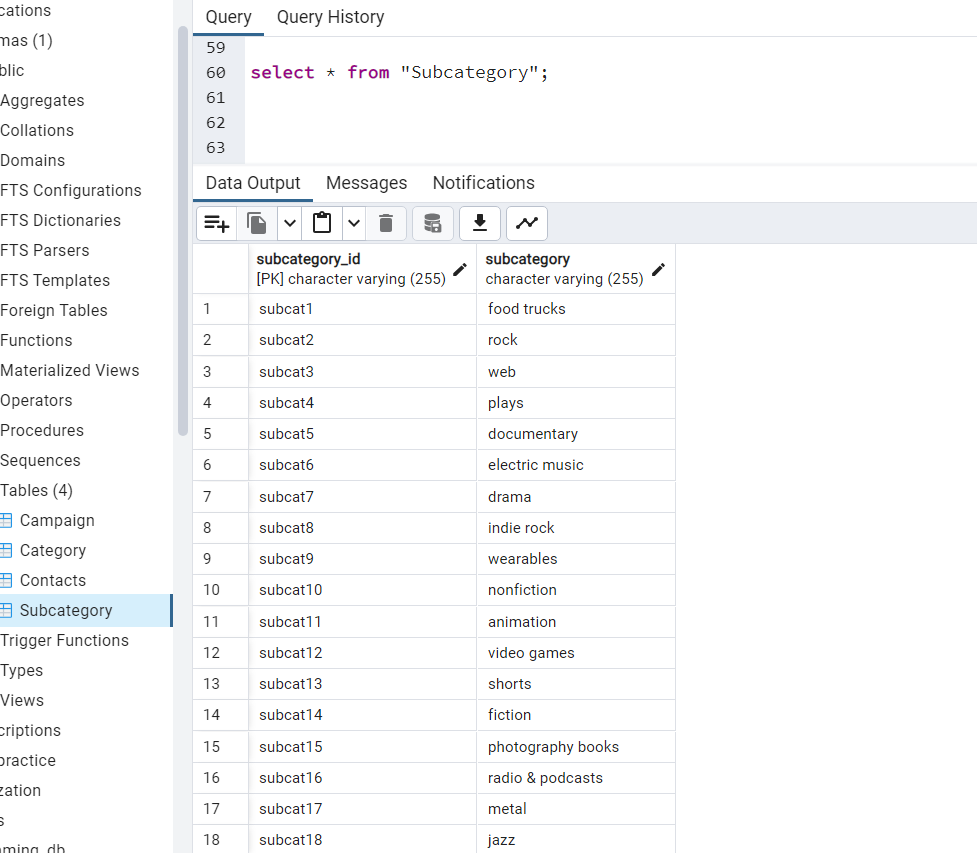 cations
mas (1)
blic
Aggregates
Collations
Domains
FTS Configurations
FTS Dictionaries
FTS Parsers
FTS Templates
Foreign Tables
Functions
Materialized Views
Operators
Procedures
Sequences
Tables (4)
Campaign
Category
Contacts
Subcategory
Trigger Functions
Types
Views
criptions
practice
zation
s
ming_db
Query Query History
59
60 select * from "Subcategory";
61
62
63
Data Output Messages Notifications
subcategory_id subcategory
[PK] character varying (255) character varying (255)
1 subcat1 food trucks
2 subcat2 rock
3 subcat3 web
4 subcat4 plays
5 subcat5 documentary
6 subcat6 electric music
7 subcat7 drama
8 subcat8 indie rock
9 subcat9 wearables
10 subcat10 nonfiction
11 subcat11 animation
12 subcat12 video games
13 subcat13 shorts
14 subcat14 fiction
15 subcat15 photography books
16 subcat16 radio & podcasts
17 subcat17 metal
18 subcat18 jazz